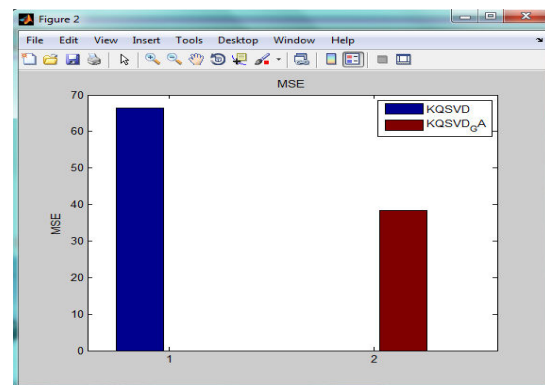 Figure 2
File Edit View Insert Tools Desktop Window Help
MSE
KQSVD
KQSVD_GA
MSE
70
60
50
40
30
20
10
0
1 2